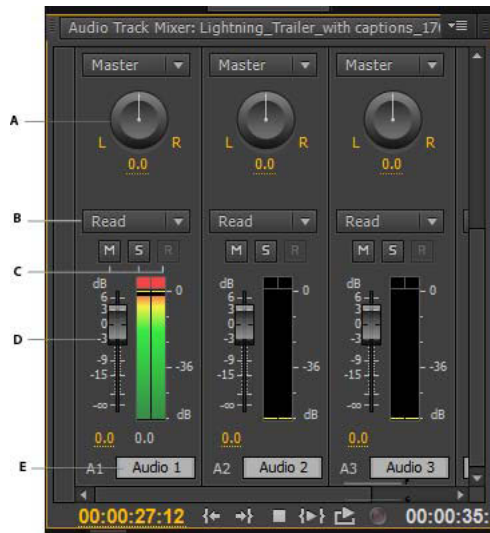 Audio Track Mixer: Lightning_Trailer_with captions_17
Master Master Master
A
L R L R L R
0.0 0.0 0.0
B
Read Read Read
M S R M S R M S R
C
dB dB dB
6 6 6
3 0 3 0 3 0
0 0 0
D
-3 -3 -3
-9 -36 -9 -36 -9 -36
-15 -15 -15
-∞ dB -∞ dB -∞ dB
0.0 0.0 0.0 0.0
E
A1 Audio 1 A2 Audio 2 A3 Audio 3
00:00:27:12 00:00:35: